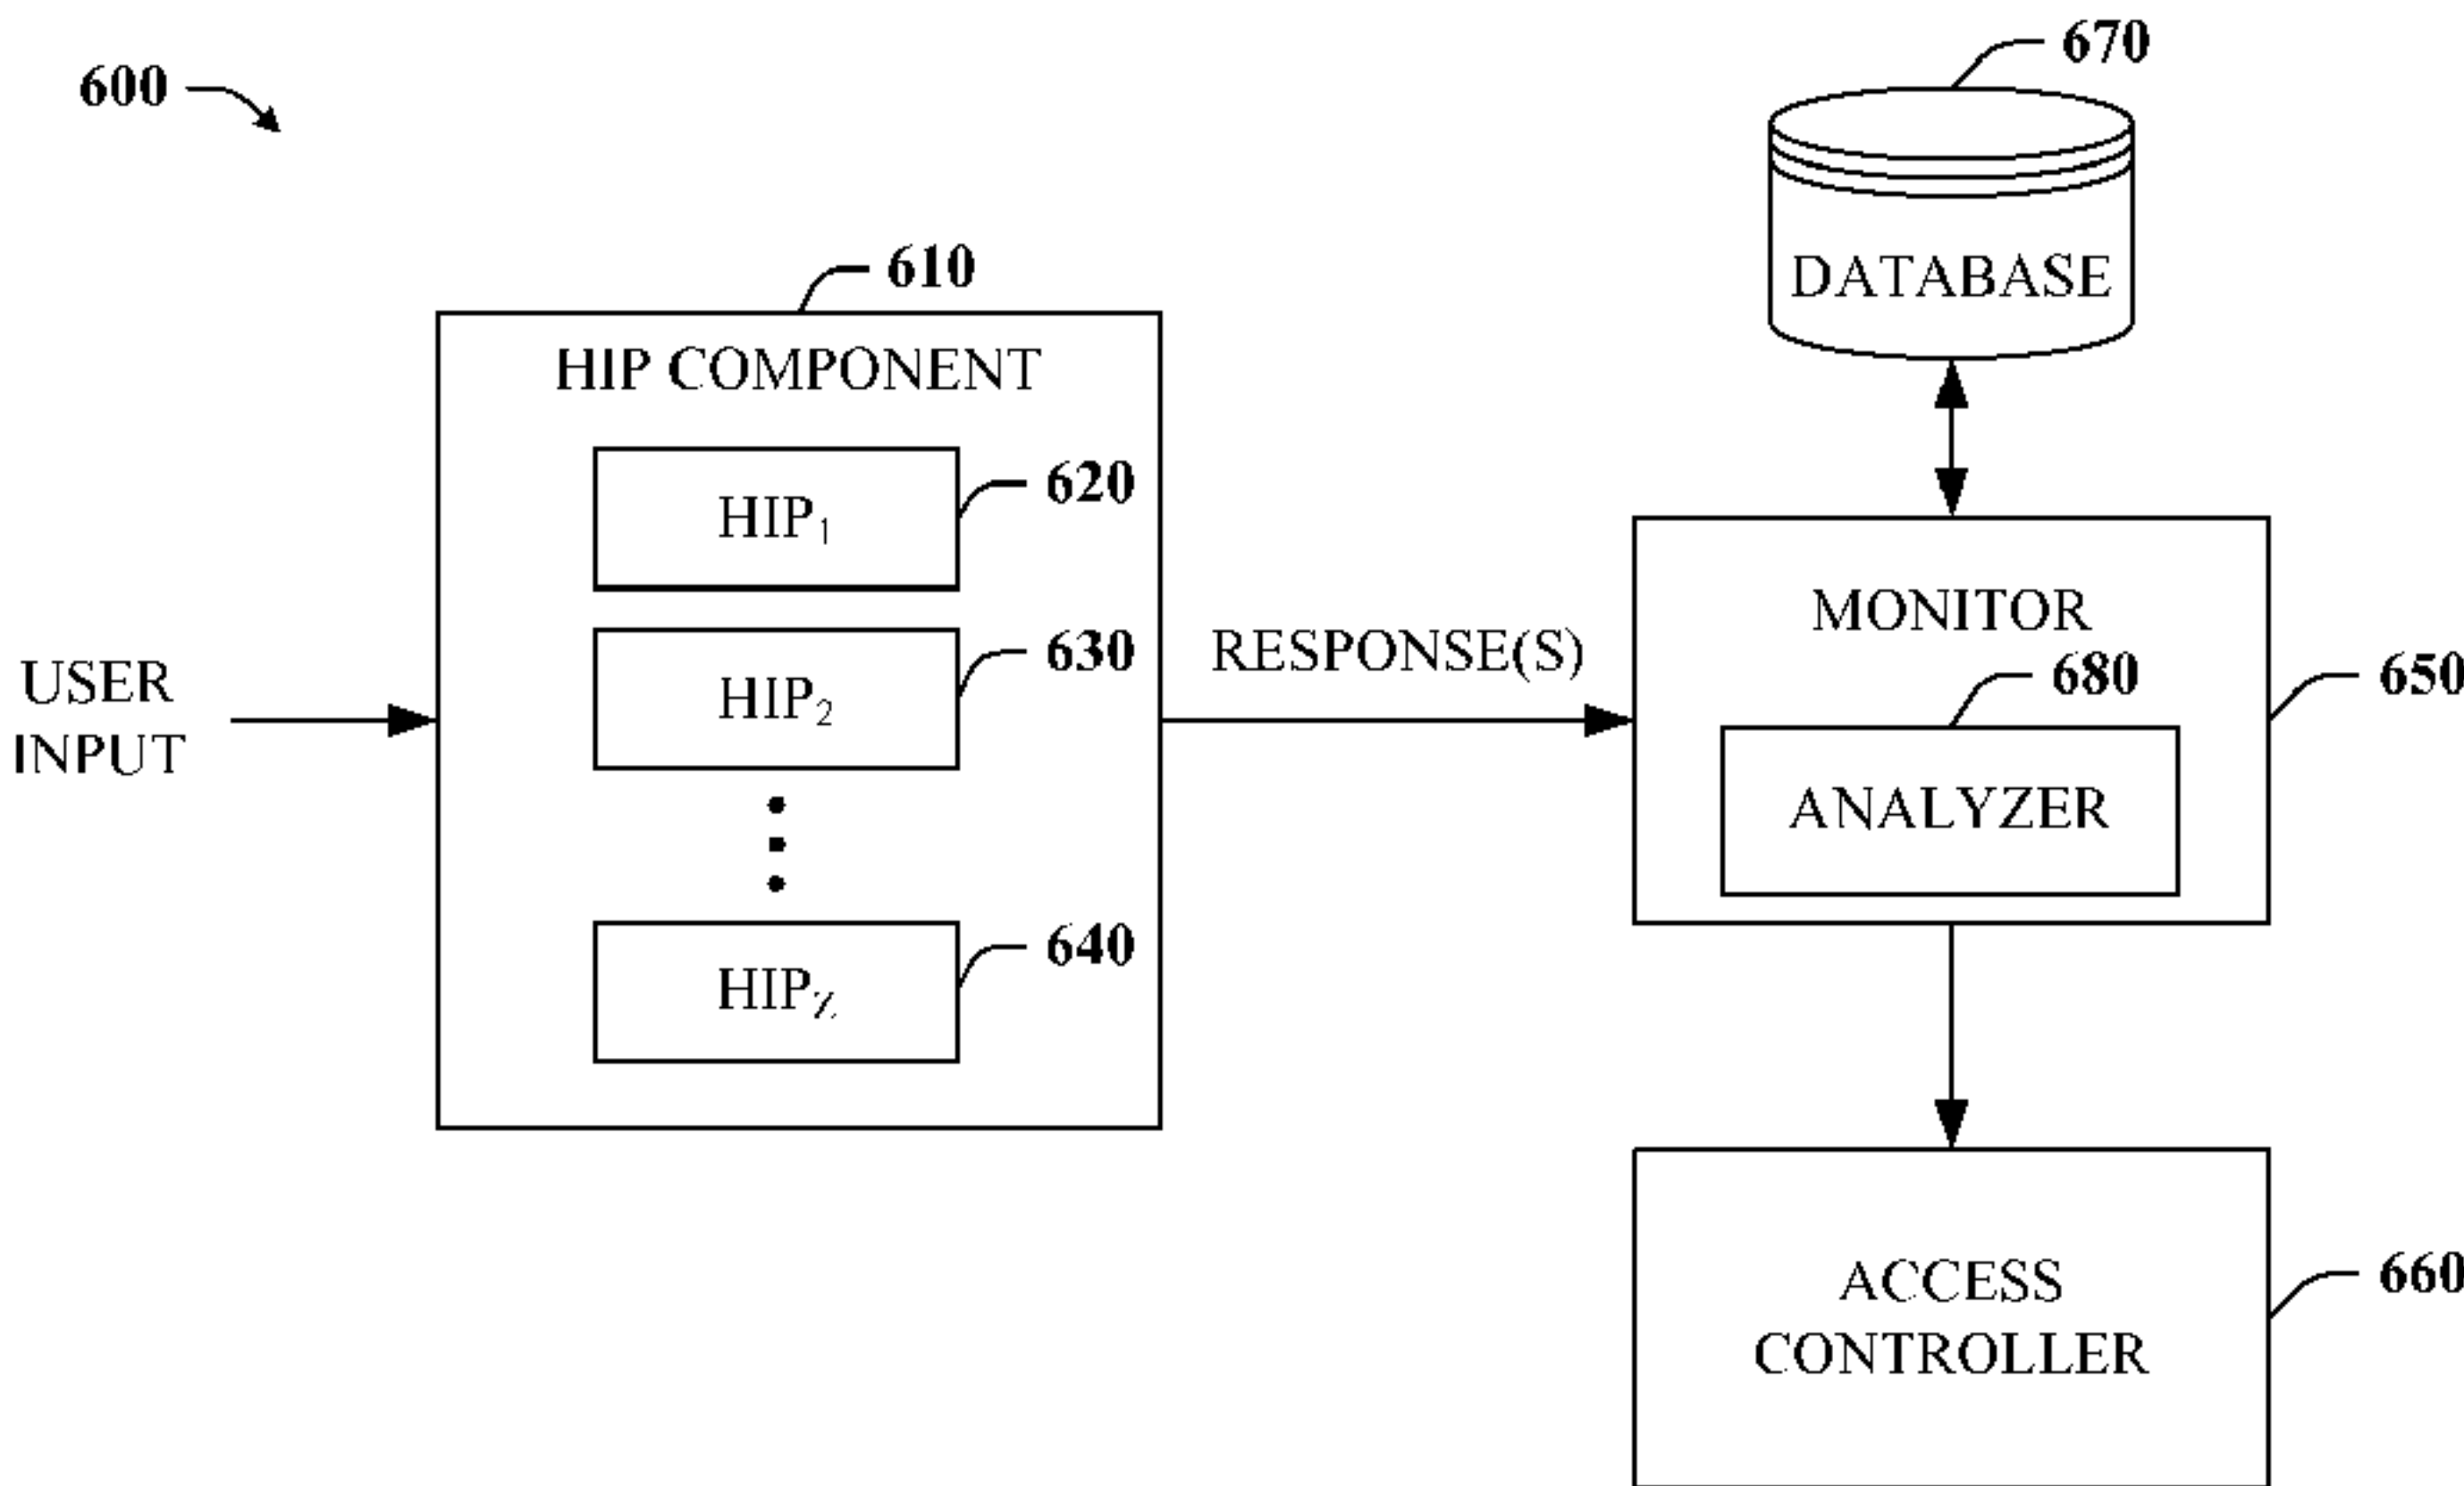 600
670
DATABASE
610
HIP COMPONENT
HIP₁
620
HIP₂
630
HIP_Z
640
USER
INPUT
RESPONSE(S)
MONITOR
680
650
ANALYZER
ACCESS
CONTROLLER
660